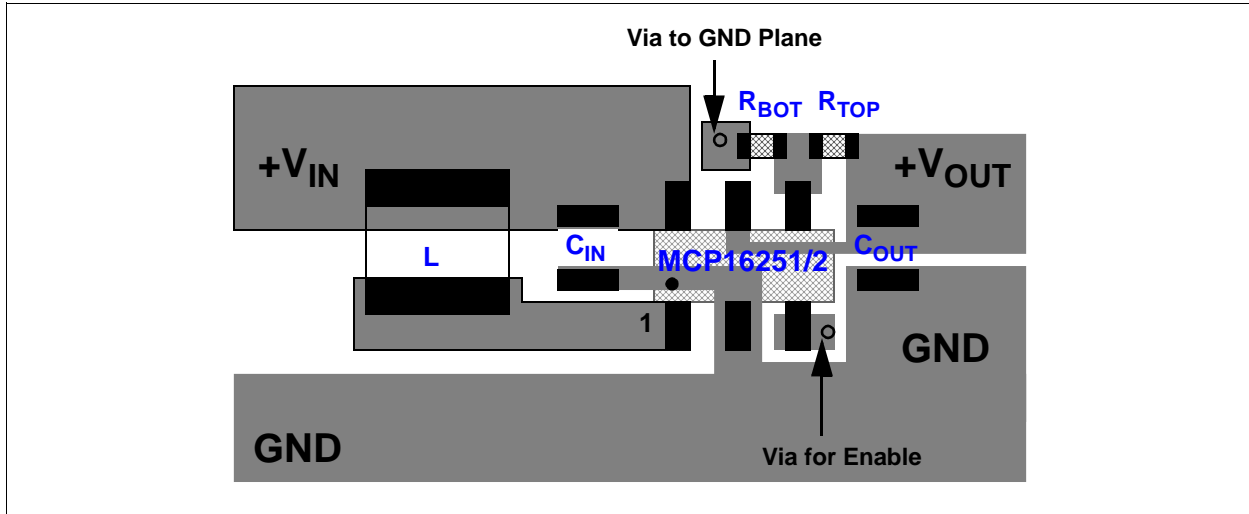 Via to GND Plane
RBOT RTOP
+VIN
+VOUT
L
CIN
MCP16251/2
COUT
1
GND
GND
Via for Enable